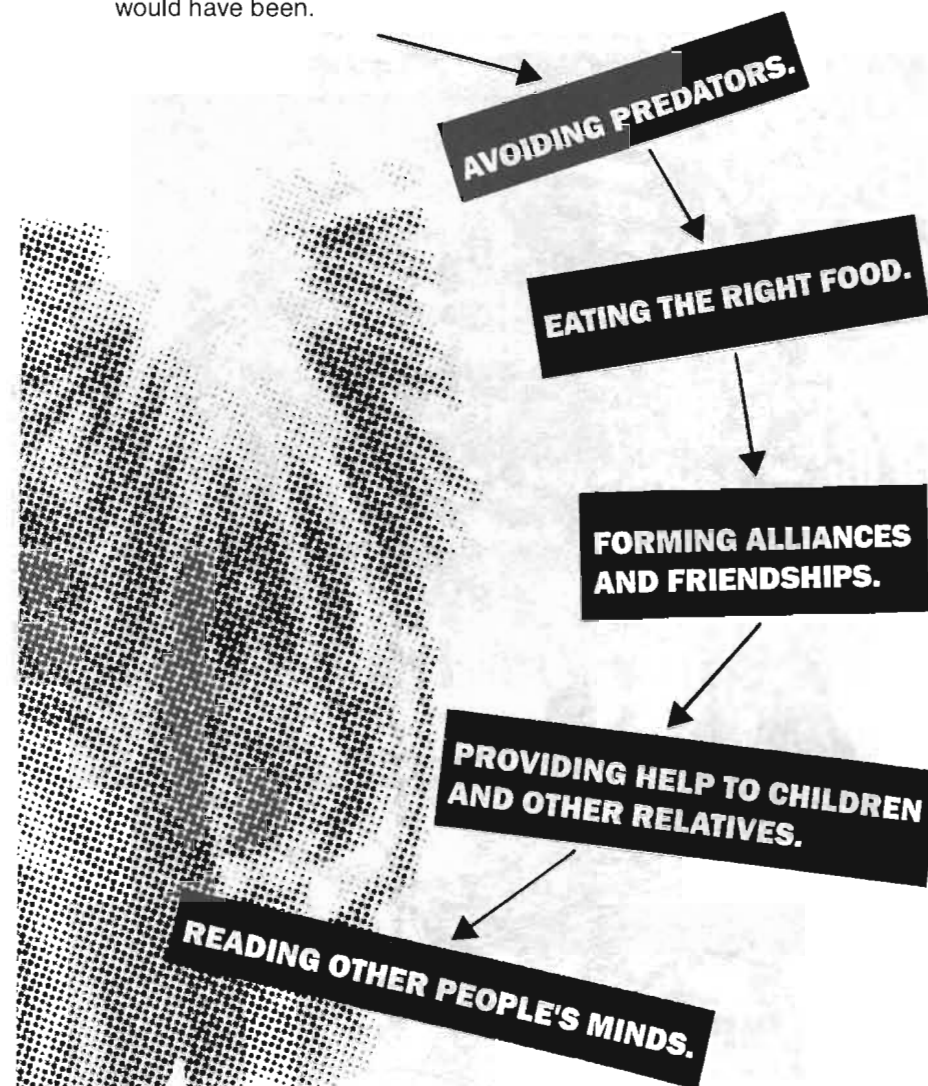 would have been.
AVOIDING PREDATORS.
EATING THE RIGHT FOOD.
FORMING ALLIANCES
AND FRIENDSHIPS.
PROVIDING HELP TO CHILDREN
AND OTHER RELATIVES.
READING OTHER PEOPLE'S MINDS.